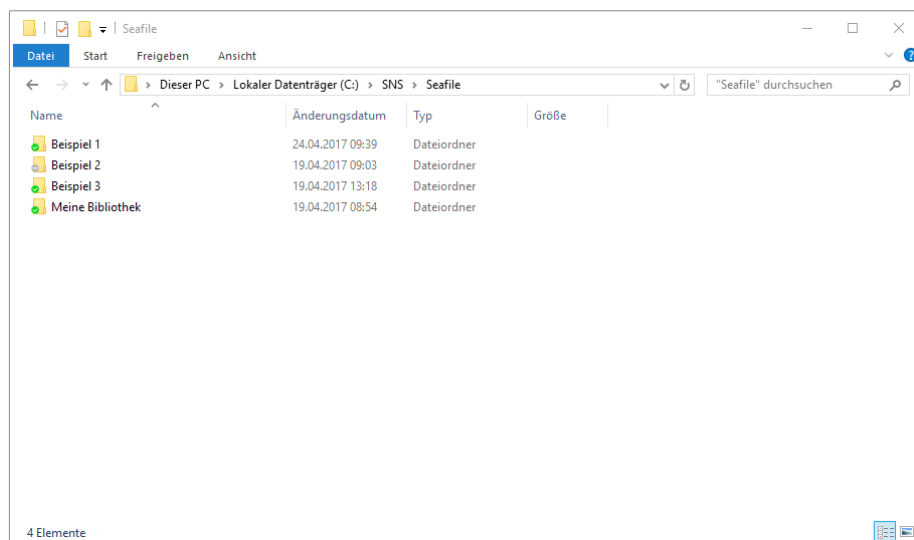 Seafile
Datei Start Freigeben Ansicht ?
Dieser PC > Lokaler Datenträger (C:) > SNS > Seafile "Seafile" durchsuchen
Name Änderungsdatum Typ Größe
Beispiel 1 24.04.2017 09:39 Dateiordner
Beispiel 2 19.04.2017 09:03 Dateiordner
Beispiel 3 19.04.2017 13:18 Dateiordner
Meine Bibliothek 19.04.2017 08:54 Dateiordner
4 Elemente